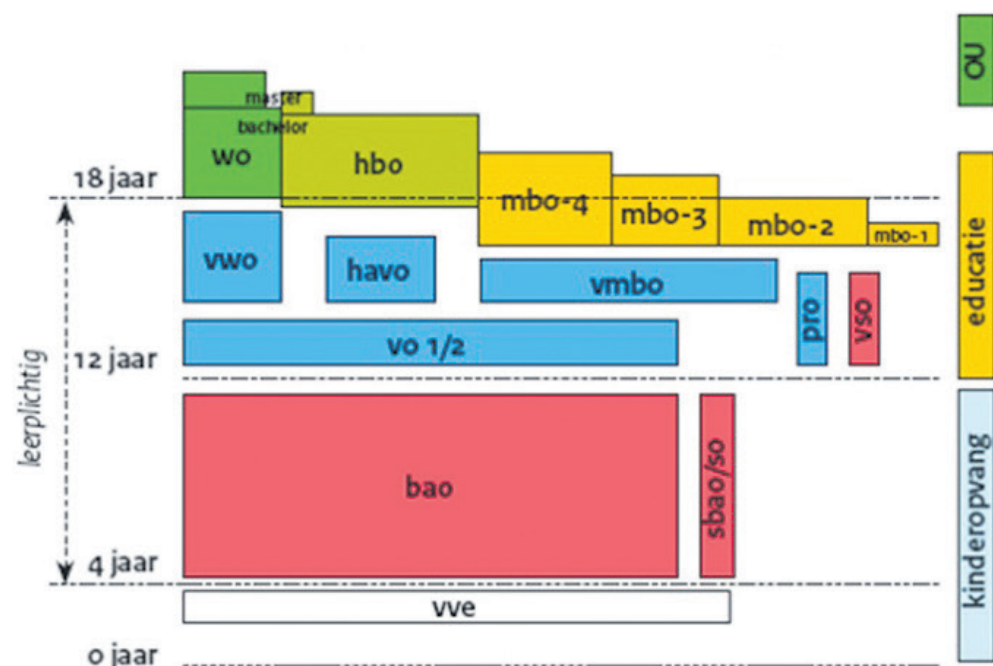 OU
master
bachelor
wo
hbo
18 jaar
mbo-4
mbo-3
mbo-2
mbo-1
vwo
havo
vmbo
pro
vso
educatie
vo 1/2
12 jaar
leerplichtig
bao
sbao/so
kinderopvang
4 jaar
vve
0 jaar